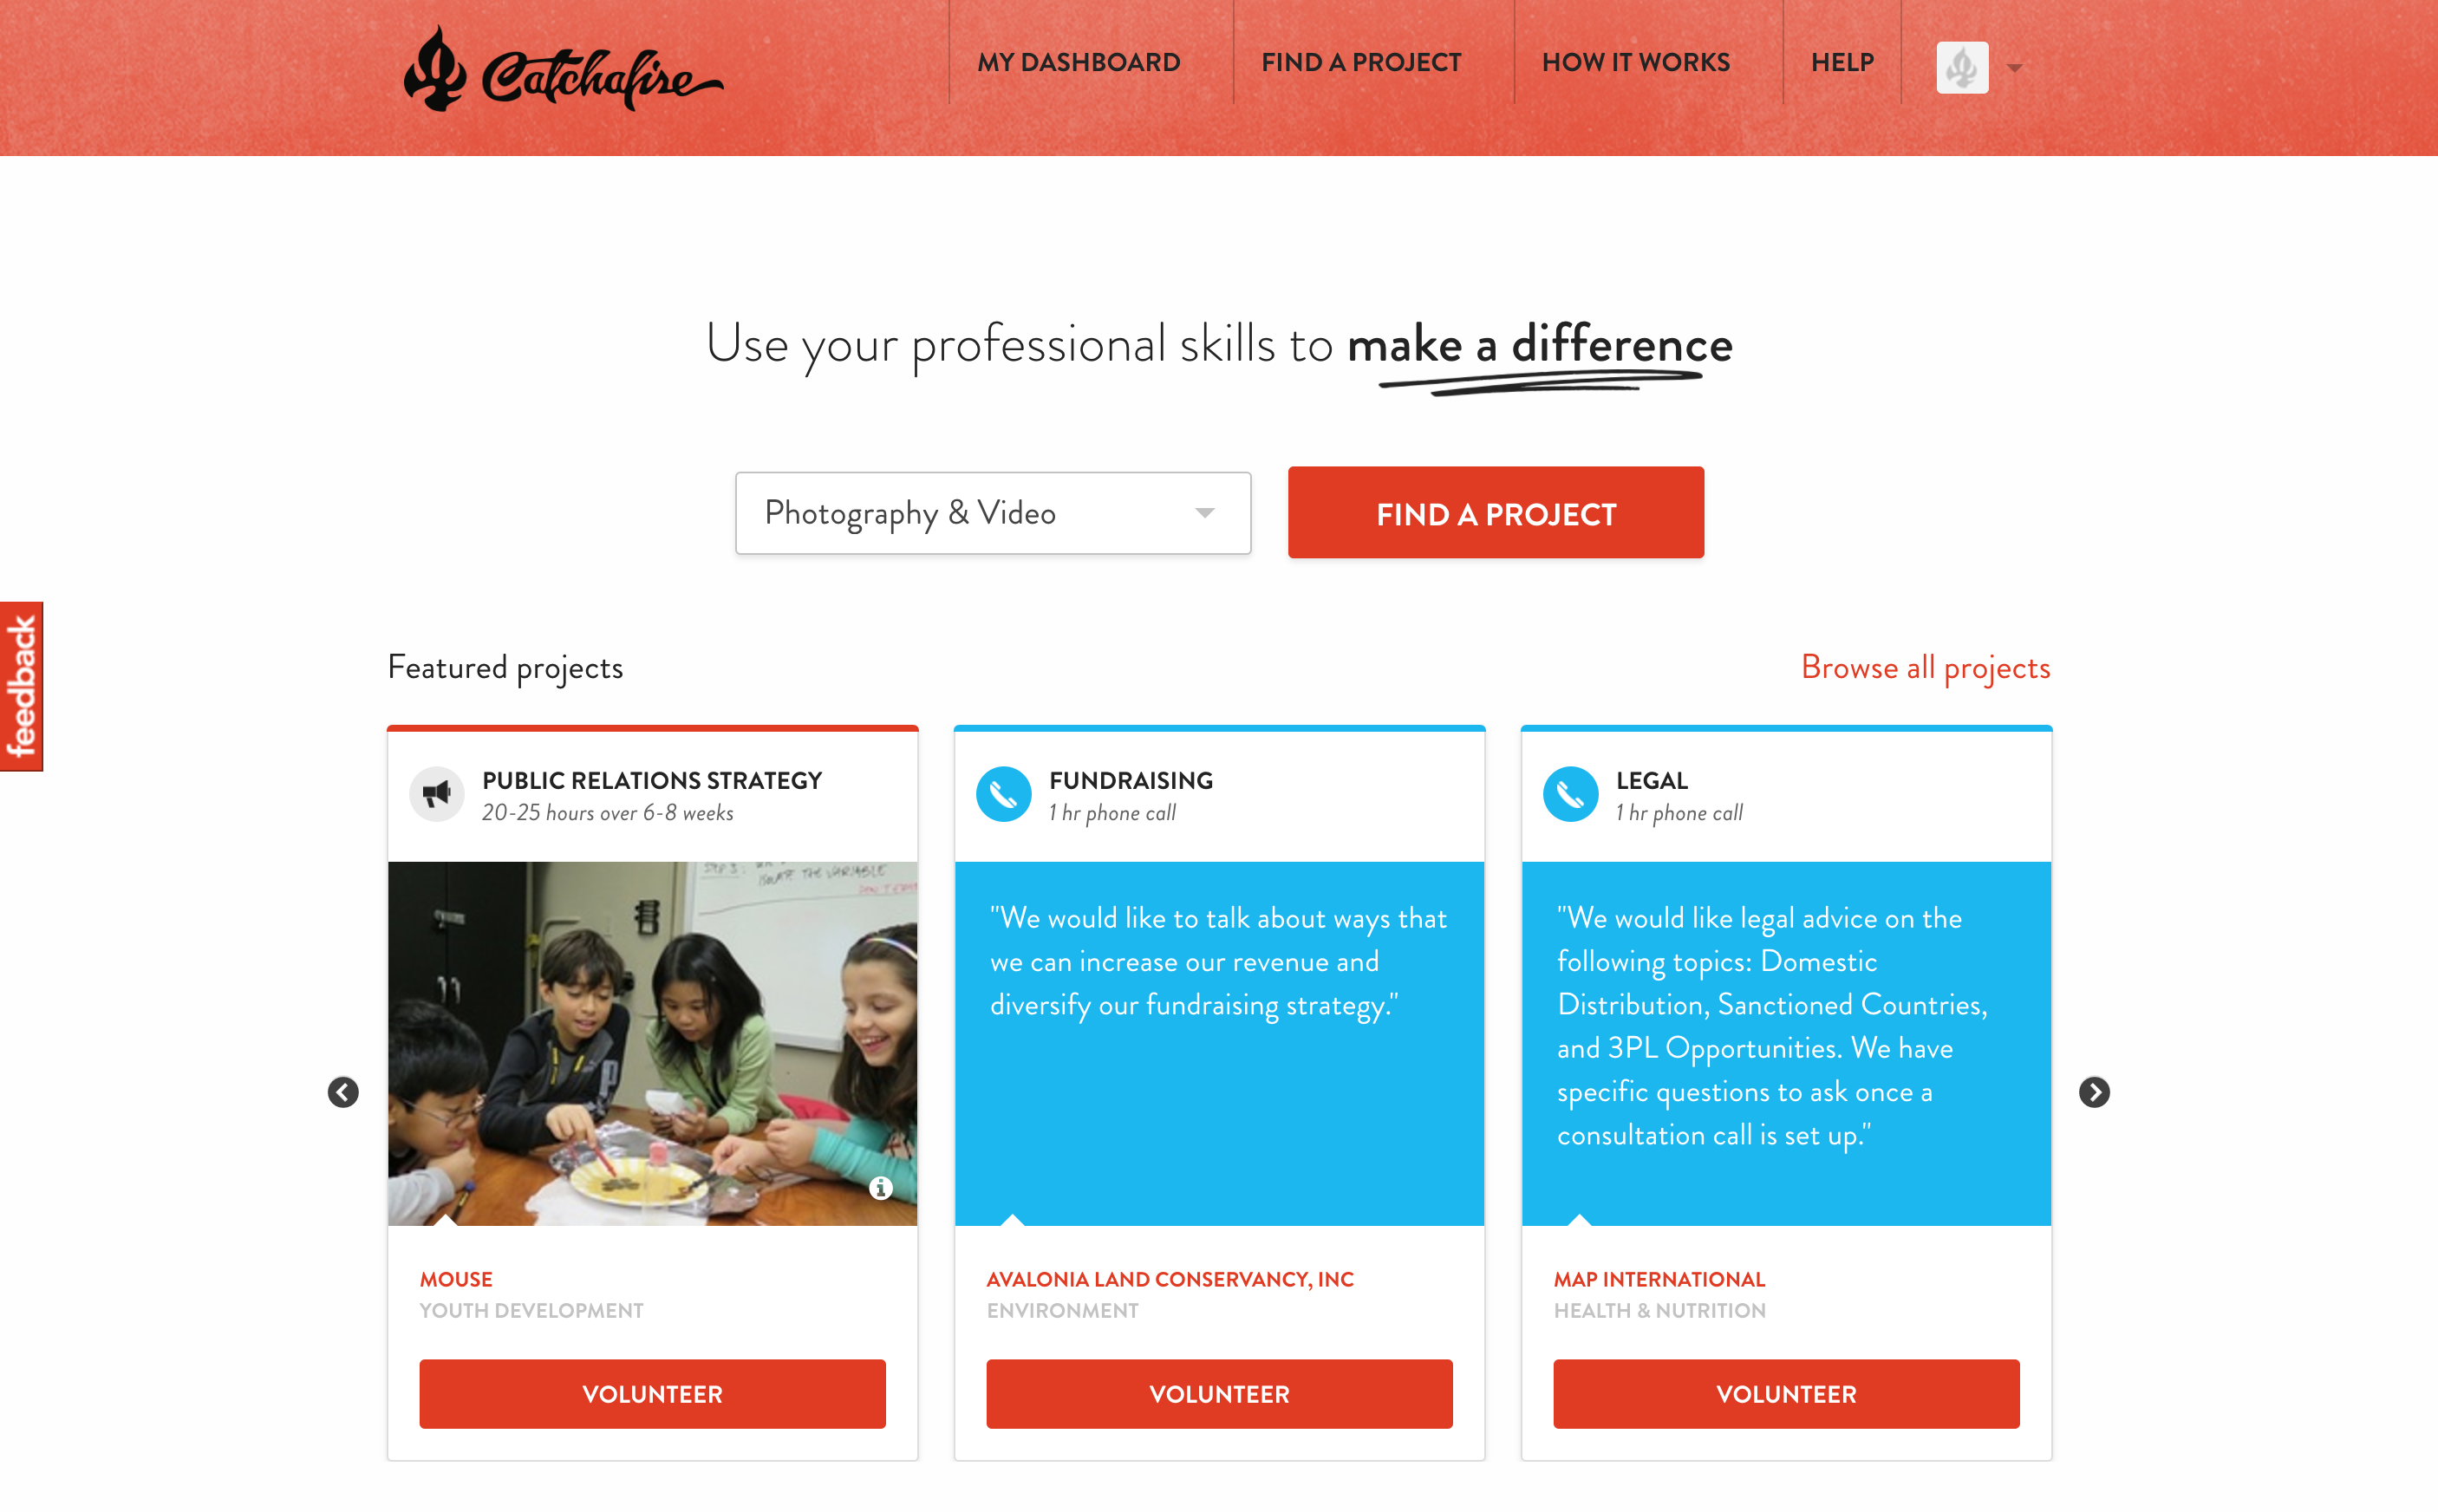 Catchafire
MY DASHBOARD
FIND A PROJECT
HOW IT WORKS
HELP
Use your professional skills to make a difference
Photography & Video
FIND A PROJECT
feedback
Featured projects
Browse all projects
PUBLIC RELATIONS STRATEGY
20-25 hours over 6-8 weeks
ISOLATE THE VARIABLE
MOUSE
YOUTH DEVELOPMENT
VOLUNTEER
FUNDRAISING
1 hr phone call
"We would like to talk about ways that
we can increase our revenue and
diversify our fundraising strategy."
AVALONIA LAND CONSERVANCY, INC
ENVIRONMENT
VOLUNTEER
LEGAL
1 hr phone call
"We would like legal advice on the
following topics: Domestic
Distribution, Sanctioned Countries,
and 3PL Opportunities. We have
specific questions to ask once a
consultation call is set up."
MAP INTERNATIONAL
HEALTH & NUTRITION
VOLUNTEER